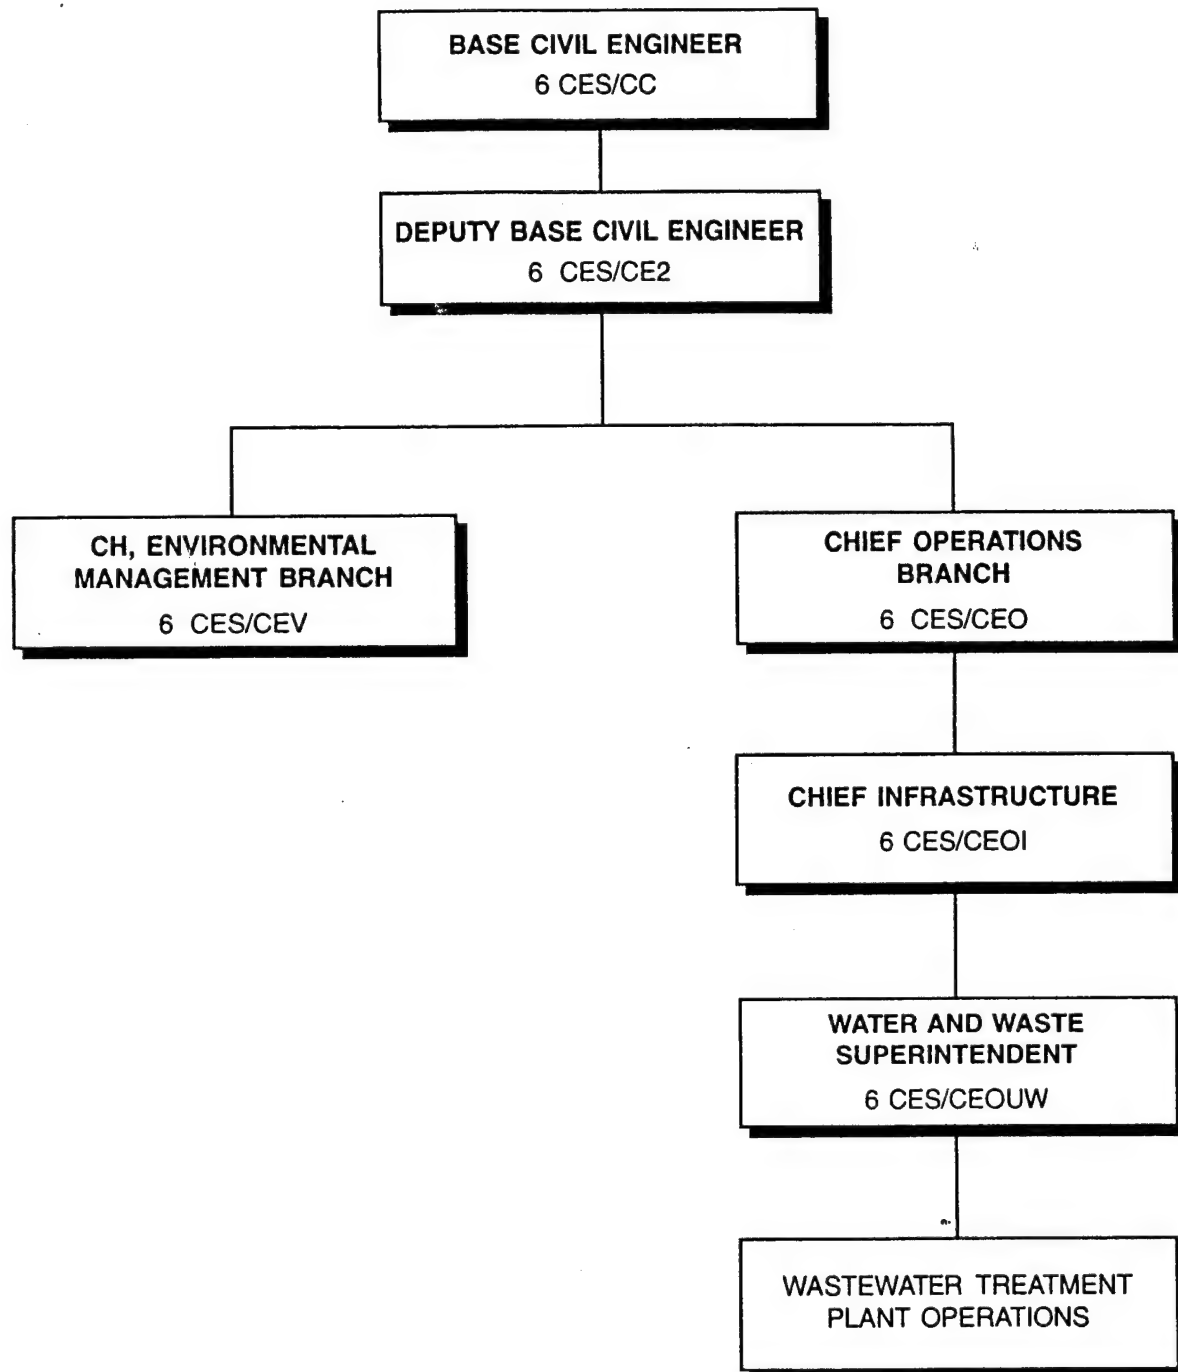 BASE CIVIL ENGINEER
6 CES/CC
DEPUTY BASE CIVIL ENGINEER
6 CES/CE2
CH, ENVIRONMENTAL
MANAGEMENT BRANCH
6 CES/CEV
CHIEF OPERATIONS
BRANCH
6 CES/CEO
CHIEF INFRASTRUCTURE
6 CES/CEOI
WATER AND WASTE
SUPERINTENDENT
6 CES/CEOUW
WASTEWATER TREATMENT
PLANT OPERATIONS